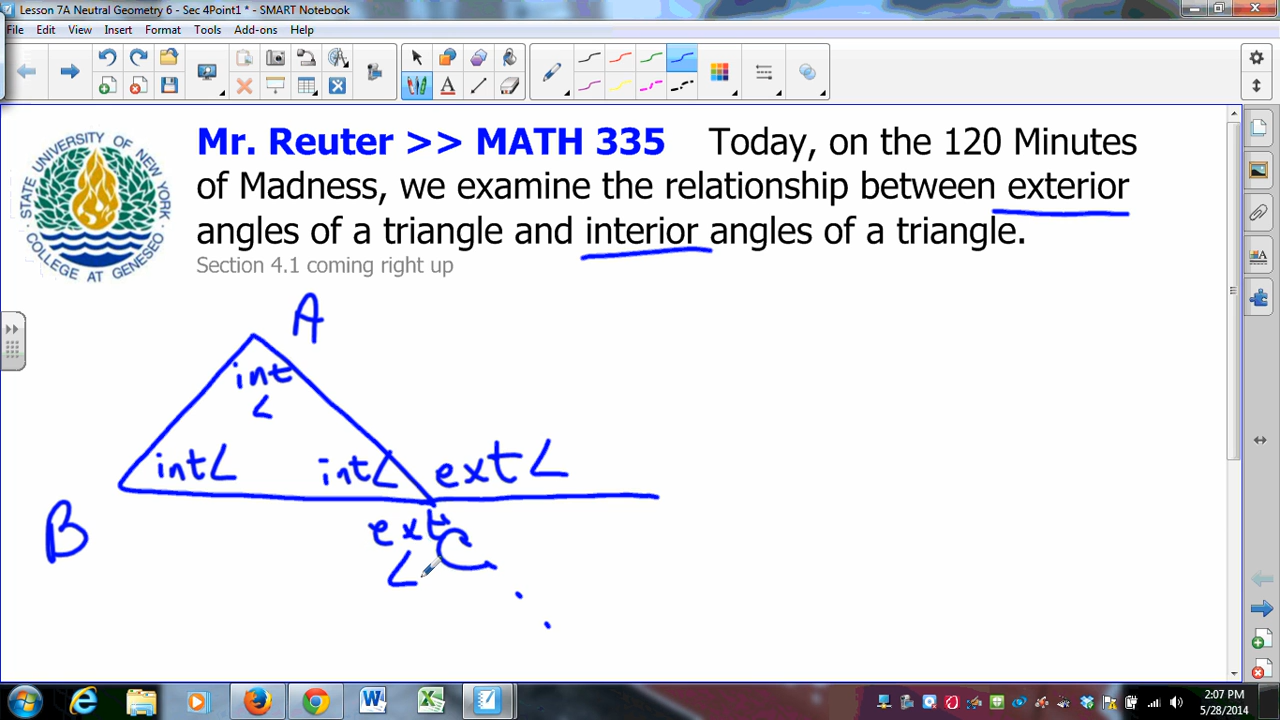 Lesson 7A Neutral Geometry 6 - Sec 4Point1 * - SMART Notebook
File Edit View Insert Format Tools Add-ons Help
STATE UNIVERSITY OF NEW YORK
COLLEGE AT GENESEO
Mr. Reuter >> MATH 335 Today, on the 120 Minutes
of Madness, we examine the relationship between exterior
angles of a triangle and interior angles of a triangle.
Section 4.1 coming right up
A
int
<
int<
int<
ext<
B
ext
<
C
2:07 PM
5/28/2014